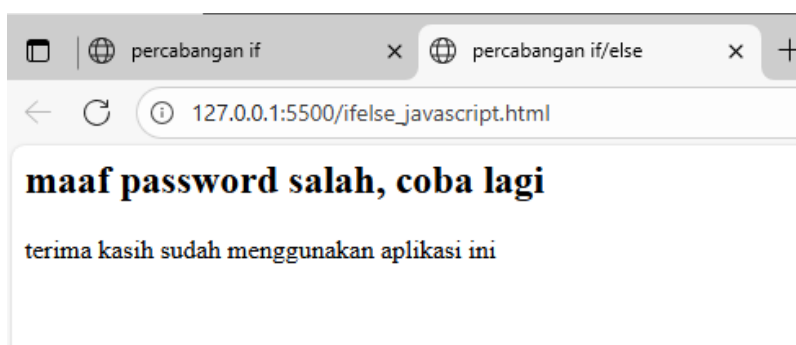 percabangan if
percabangan if/else
127.0.0.1:5500/ifelse_javascript.html
maaf password salah, coba lagi
terima kasih sudah menggunakan aplikasi ini